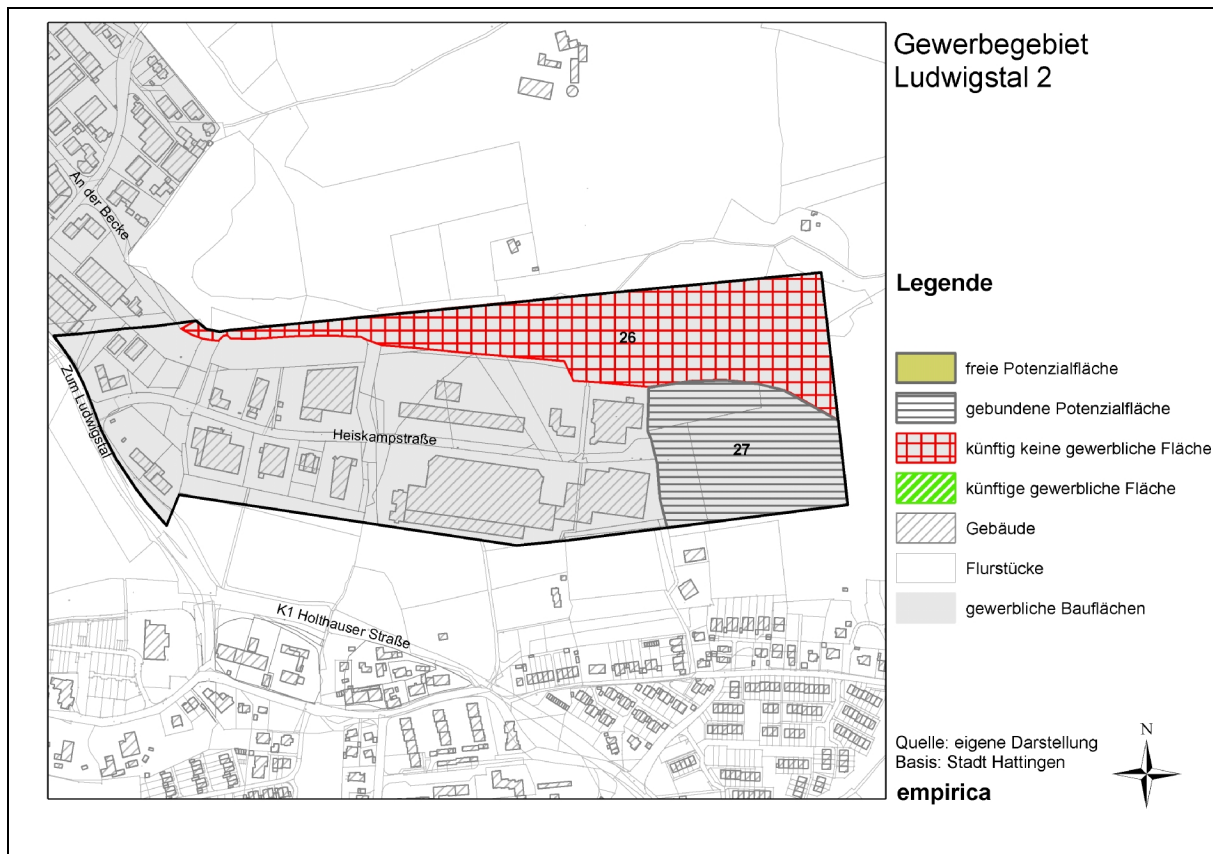 Gewerbegebiet
Ludwigstal 2
An der Becke
Zum Ludwigstal
Heiskampstraße
26
27
K1 Holthauser Straße
Legende
freie Potenzialfläche
gebundene Potenzialfläche
künftig keine gewerbliche Fläche
künftige gewerbliche Fläche
Gebäude
Flurstücke
gewerbliche Bauflächen
Quelle: eigene Darstellung
Basis: Stadt Hattingen
empirica
N